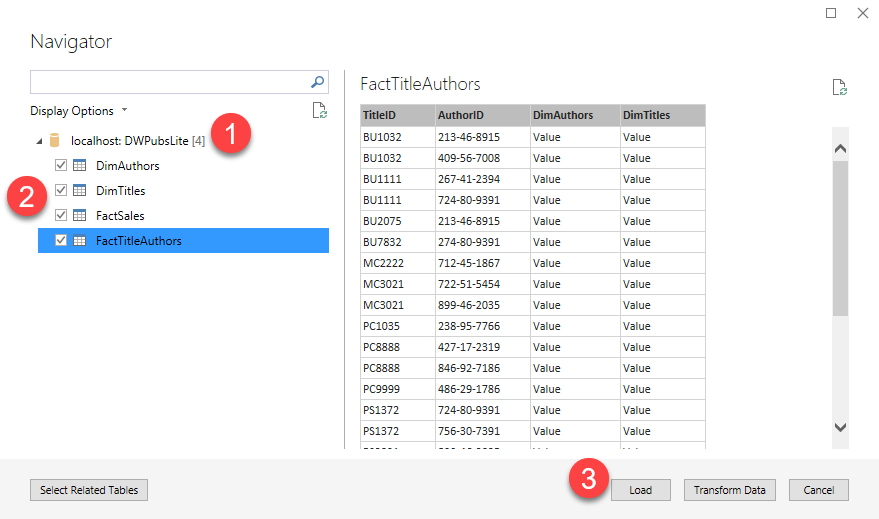 Navigator
Display Options
localhost: DWPubsLite [4]
1
DimAuthors
2
DimTitles
FactSales
FactTitleAuthors
FactTitleAuthors
TitleID AuthorID DimAuthors DimTitles
BU1032 213-46-8915 Value Value
BU1032 409-56-7008 Value Value
BU1111 267-41-2394 Value Value
BU1111 724-80-9391 Value Value
BU2075 213-46-8915 Value Value
BU7832 274-80-9391 Value Value
MC2222 712-45-1867 Value Value
MC3021 722-51-5454 Value Value
MC3021 899-46-2035 Value Value
PC1035 238-95-7766 Value Value
PC8888 427-17-2319 Value Value
PC8888 846-92-7186 Value Value
PC9999 486-29-1786 Value Value
PS1372 724-80-9391 Value Value
PS1372 756-30-7391 Value Value
Select Related Tables
3
Load
Transform Data
Cancel